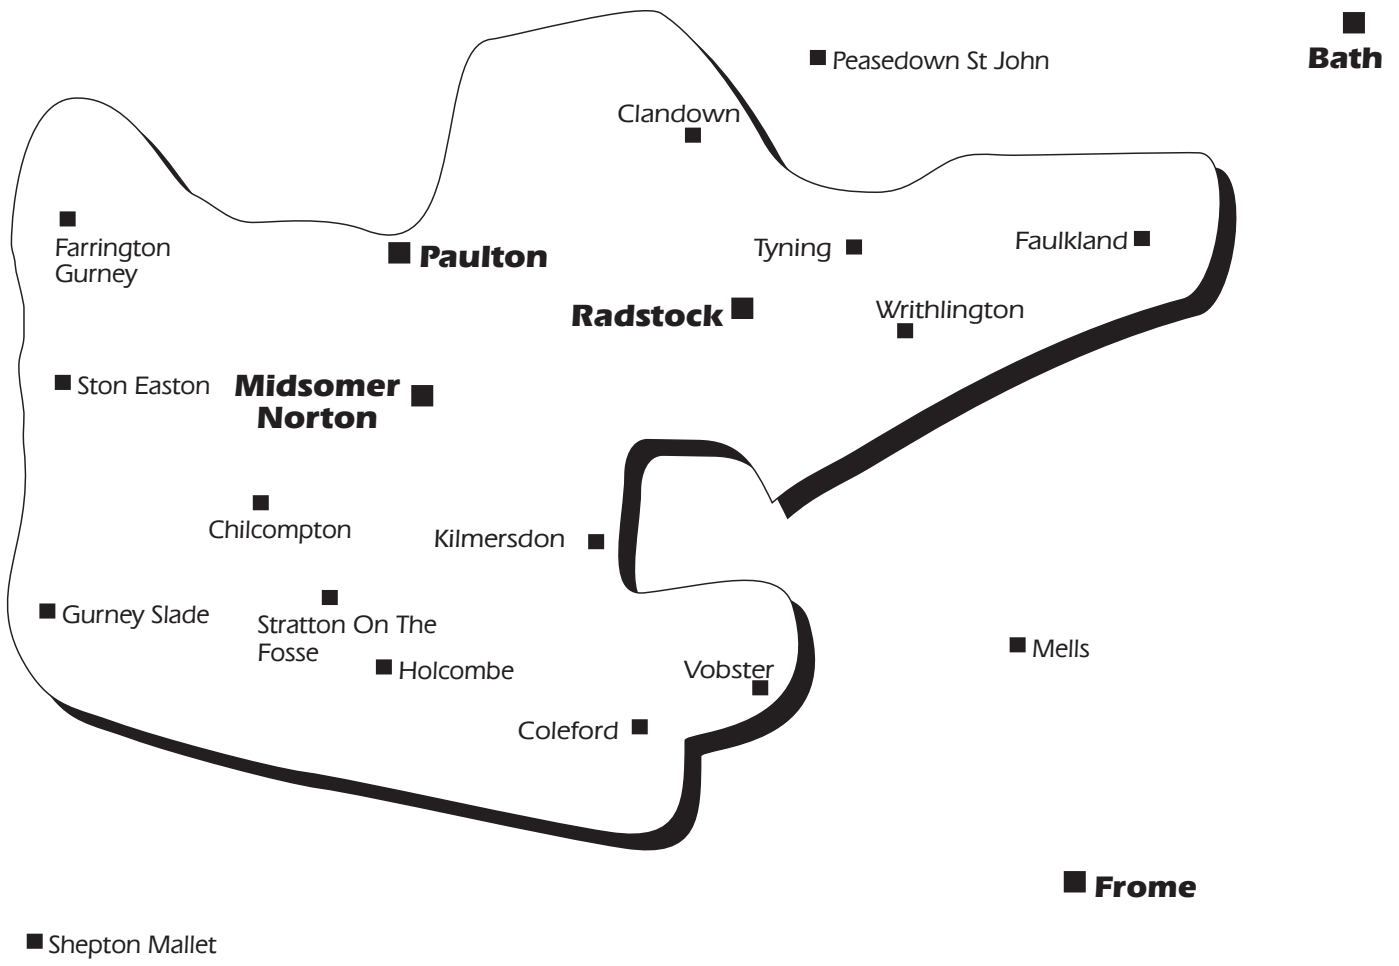 Bath
Peasedown St John
Clandown
Farrington
Gurney
Paulton
Tyning
Faulkland
Radstock
Writhlington
Ston Easton
Midsomer
Norton
Chilcompton
Kilmersdon
Gurney Slade
Stratton On The
Fosse
Holcombe
Vobster
Mells
Coleford
Frome
Shepton Mallet